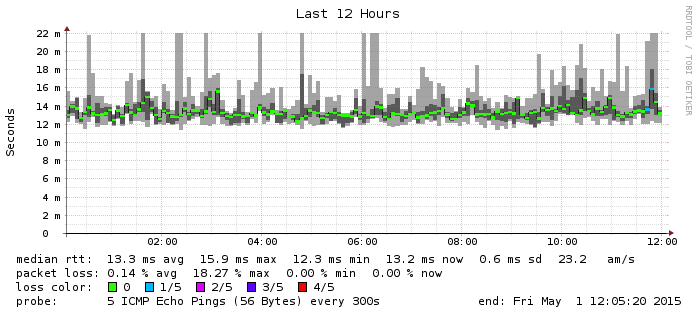 Last 12 Hours
RRDTOOL / TOBI OETIKER
Seconds
22 m
20 m
18 m
16 m
14 m
12 m
10 m
8 m
6 m
4 m
2 m
0
02:00 04:00 06:00 08:00 10:00 12:00
median rtt: 13.3 ms avg 15.9 ms max 12.3 ms min 13.2 ms now 0.6 ms sd 23.2 am/s
packet loss: 0.14 % avg 18.27 % max 0.00 % min 0.00 % now
loss color: 0 1/5 2/5 3/5 4/5
probe: 5 ICMP Echo Pings (56 Bytes) every 300s end: Fri May 1 12:05:20 2015